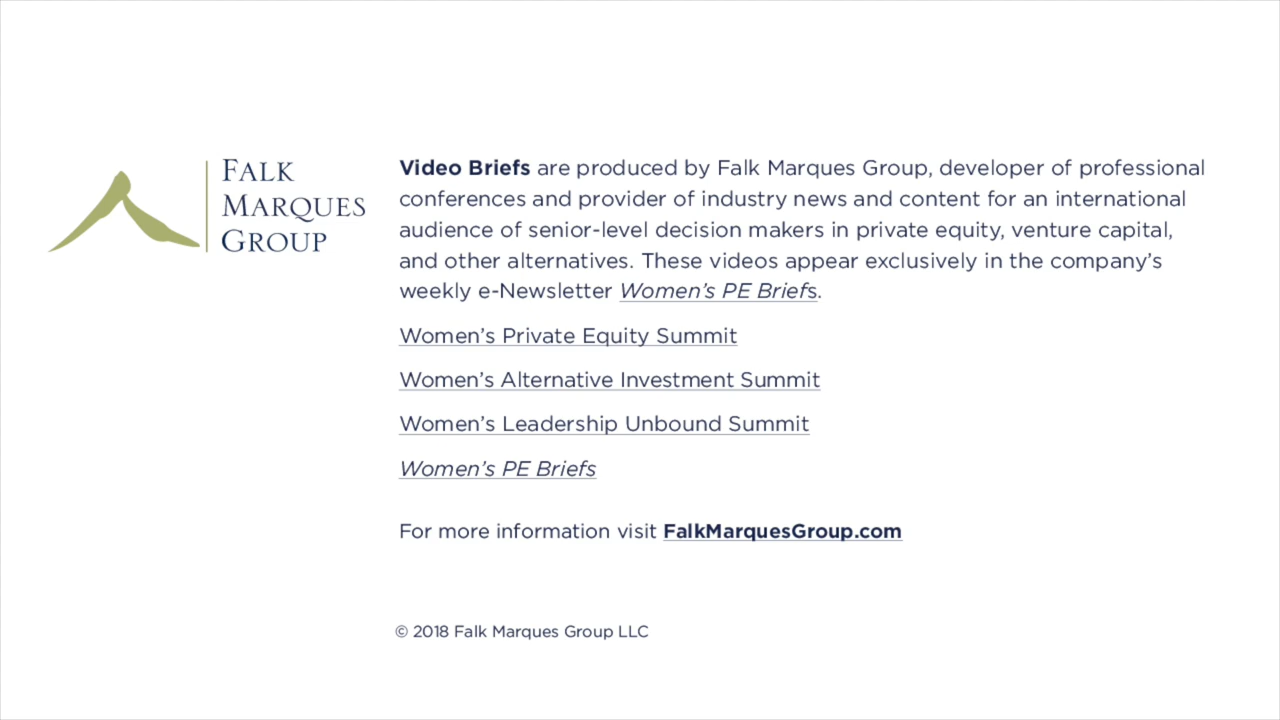 FALK
MARQUES
GROUP
Video Briefs are produced by Falk Marques Group, developer of professional
conferences and provider of industry news and content for an international
audience of senior-level decision makers in private equity, venture capital,
and other alternatives. These videos appear exclusively in the company’s
weekly e-Newsletter Women’s PE Briefs.
Women’s Private Equity Summit
Women’s Alternative Investment Summit
Women’s Leadership Unbound Summit
Women’s PE Briefs
For more information visit FalkMarquesGroup.com
© 2018 Falk Marques Group LLC